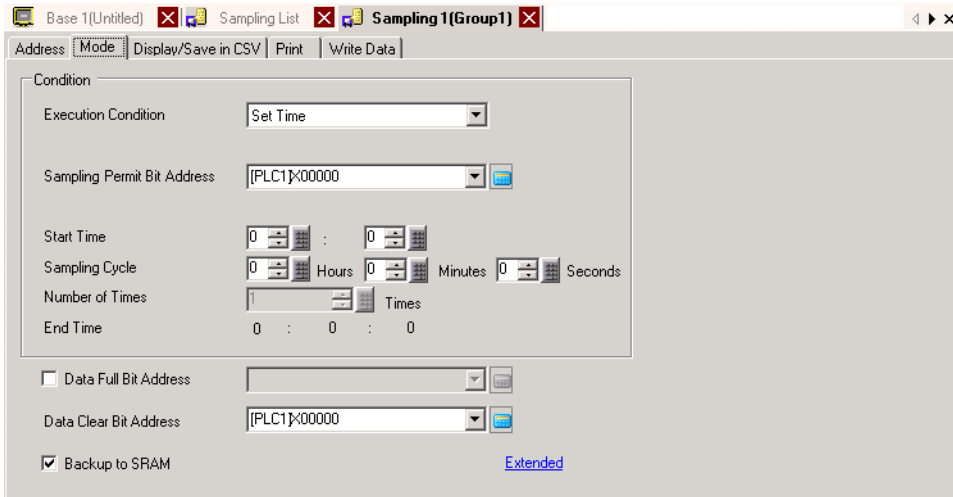 Base 1(Untitled) Sampling List Sampling 1(Group1)
Address Mode Display/Save in CSV Print Write Data
Condition
Execution Condition Set Time
Sampling Permit Bit Address [PLC1]X00000
Start Time 0 : 0
Sampling Cycle 0 Hours 0 Minutes 0 Seconds
Number of Times 1 Times
End Time 0 : 0 : 0
Data Full Bit Address
Data Clear Bit Address [PLC1]X00000
Backup to SRAM Extended